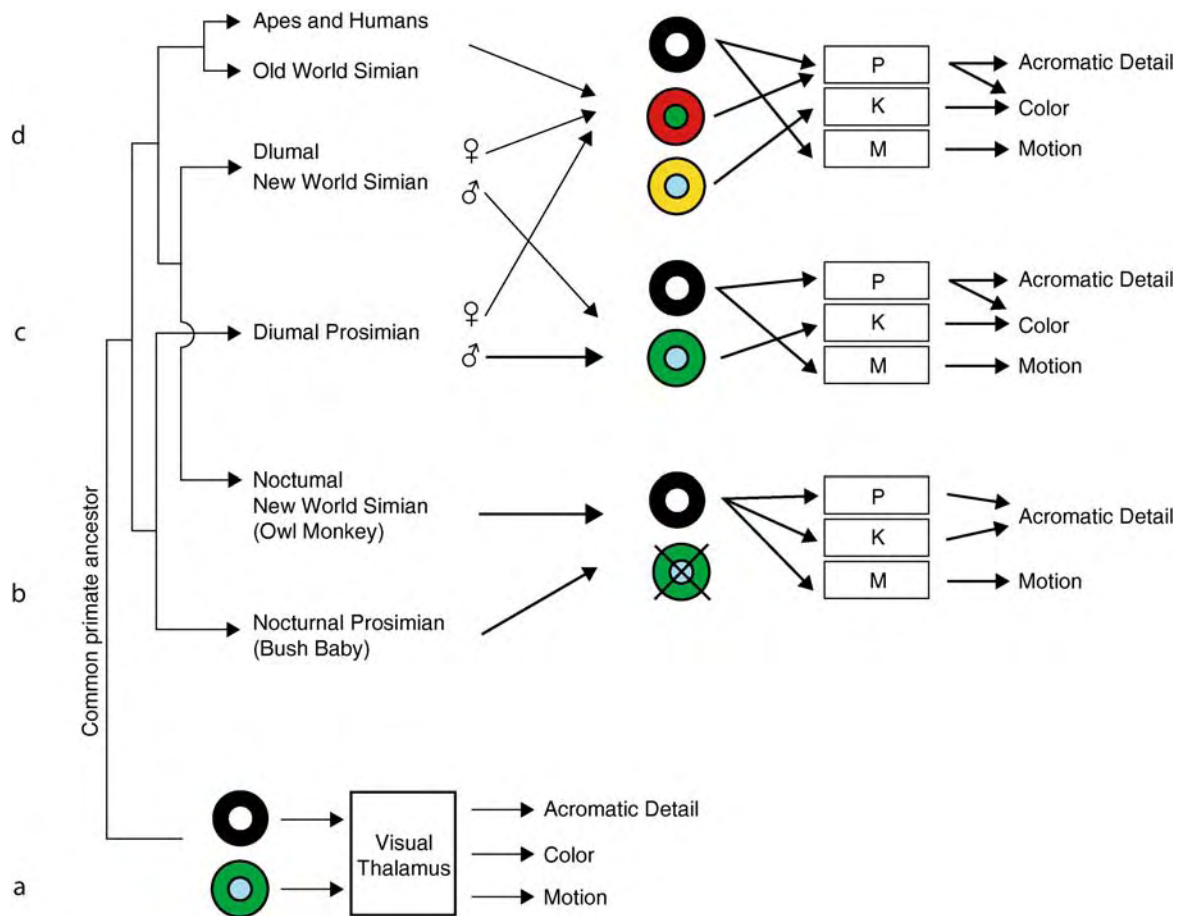 Apes and Humans
Old World Simian
d
Dlumal
New World Simian
♀
♂
P
K
M
Acromatic Detail
Color
Motion
c
Diumal Prosimian
♀
♂
P
K
M
Acromatic Detail
Color
Motion
b
Noctumal
New World Simian
(Owl Monkey)
Nocturnal Prosimian
(Bush Baby)
P
K
M
Acromatic Detail
Motion
Common primate ancestor
a
Visual
Thalamus
Acromatic Detail
Color
Motion